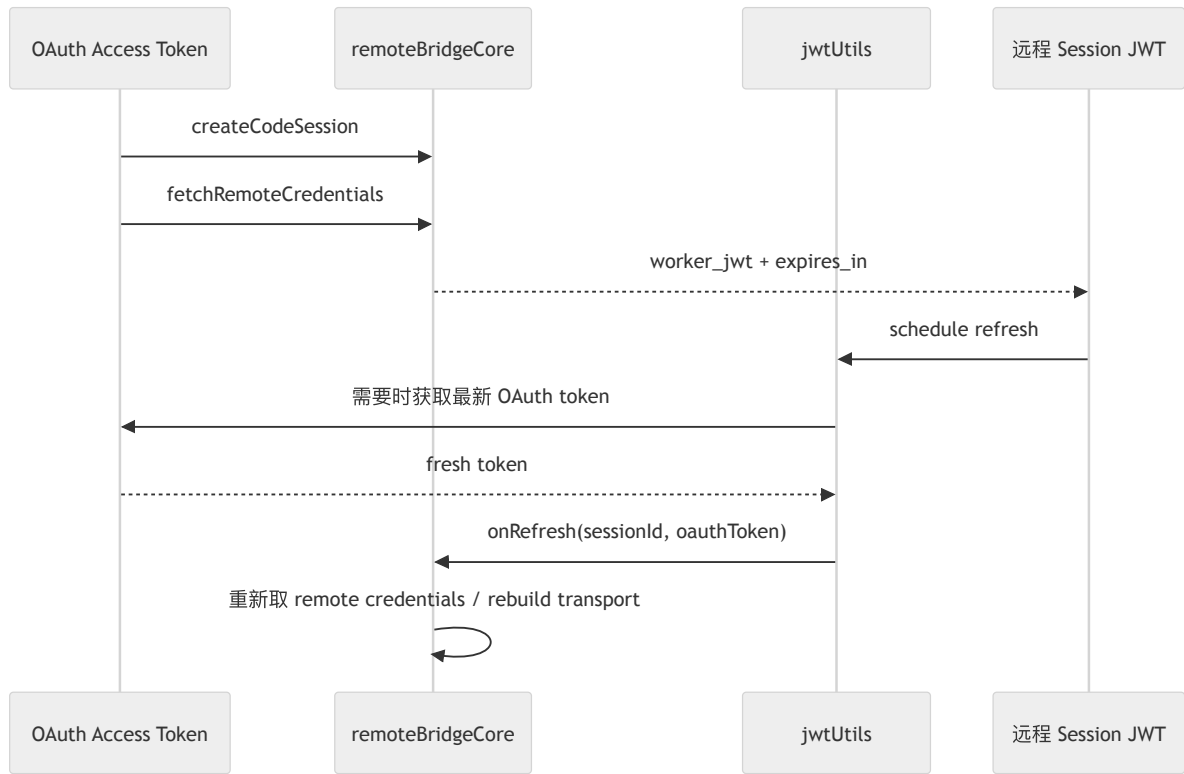 OAuth Access Token
remoteBridgeCore
jwtUtils
远程 Session JWT
createCodeSession
fetchRemoteCredentials
worker_jwt + expires_in
schedule refresh
需要时获取最新 OAuth token
fresh token
onRefresh(sessionId, oauthToken)
重新取 remote credentials / rebuild transport
OAuth Access Token
remoteBridgeCore
jwtUtils
远程 Session JWT